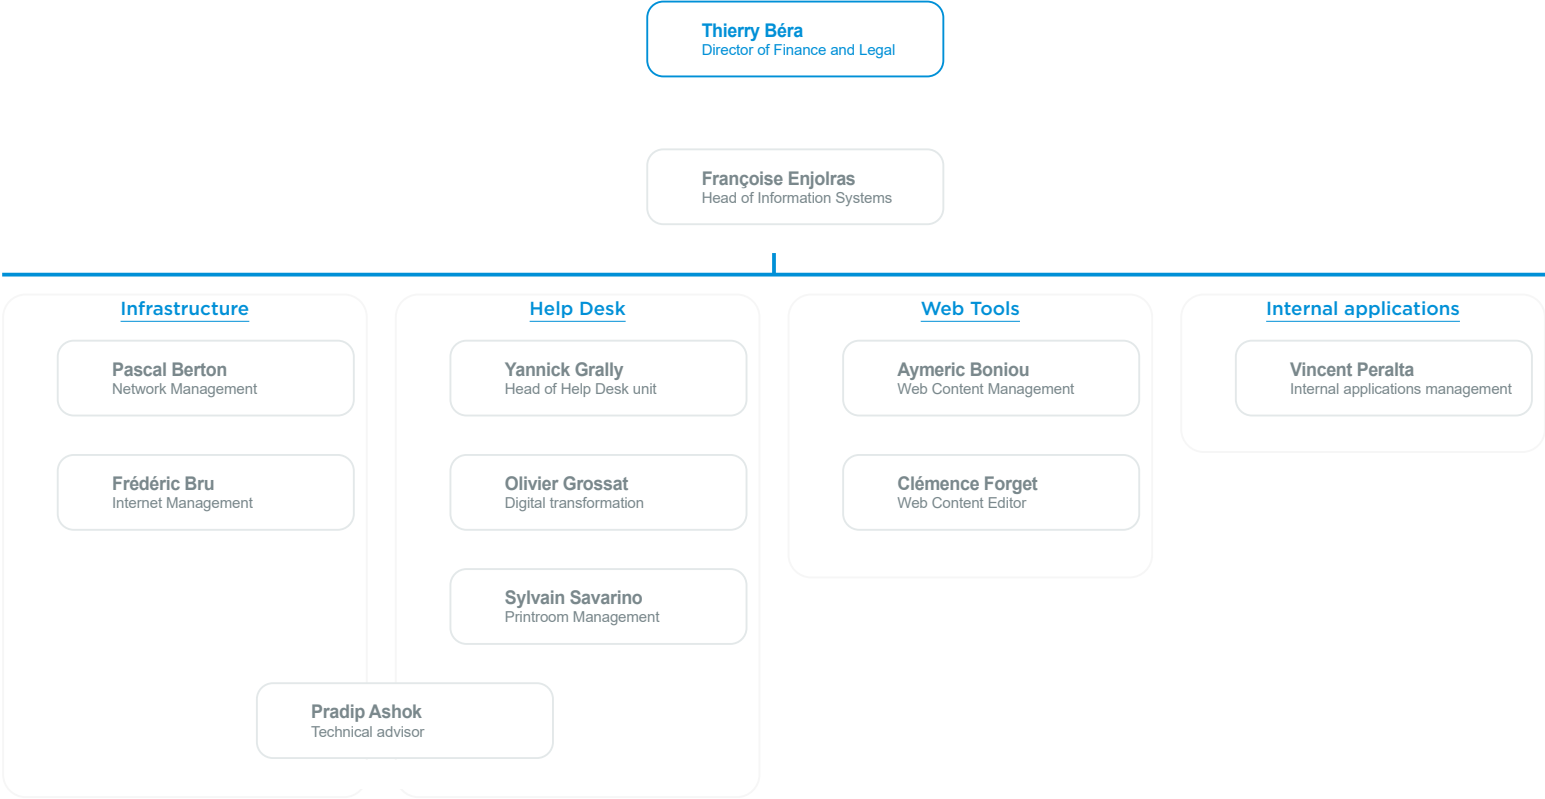 Thierry Béra
Director of Finance and Legal
Françoise Enjolras
Head of Information Systems
Infrastructure
Pascal Berton
Network Management
Frédéric Bru
Internet Management
Help Desk
Yannick Grally
Head of Help Desk unit
Olivier Grossat
Digital transformation
Sylvain Savarino
Printroom Management
Pradip Ashok
Technical advisor
Web Tools
Aymeric Boniou
Web Content Management
Clémence Forget
Web Content Editor
Internal applications
Vincent Peralta
Internal applications management